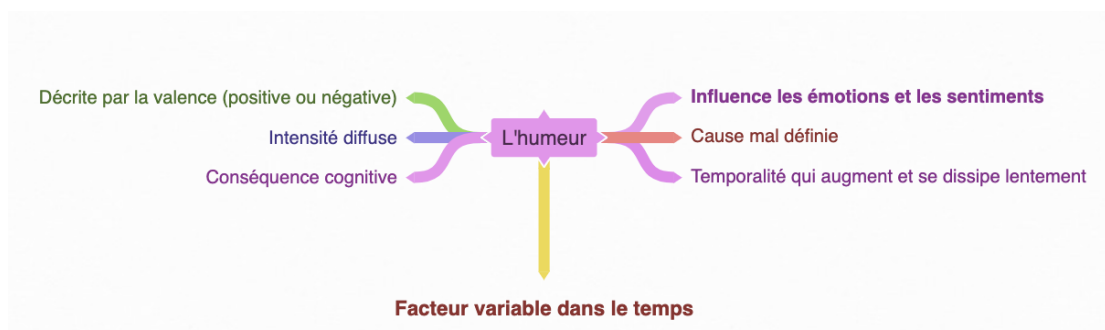 Décrite par la valence (positive ou négative)
Intensité diffuse
Conséquence cognitive
L'humeur
Influence les émotions et les sentiments
Cause mal définie
Temporalité qui augment et se dissipe lentement
Facteur variable dans le temps